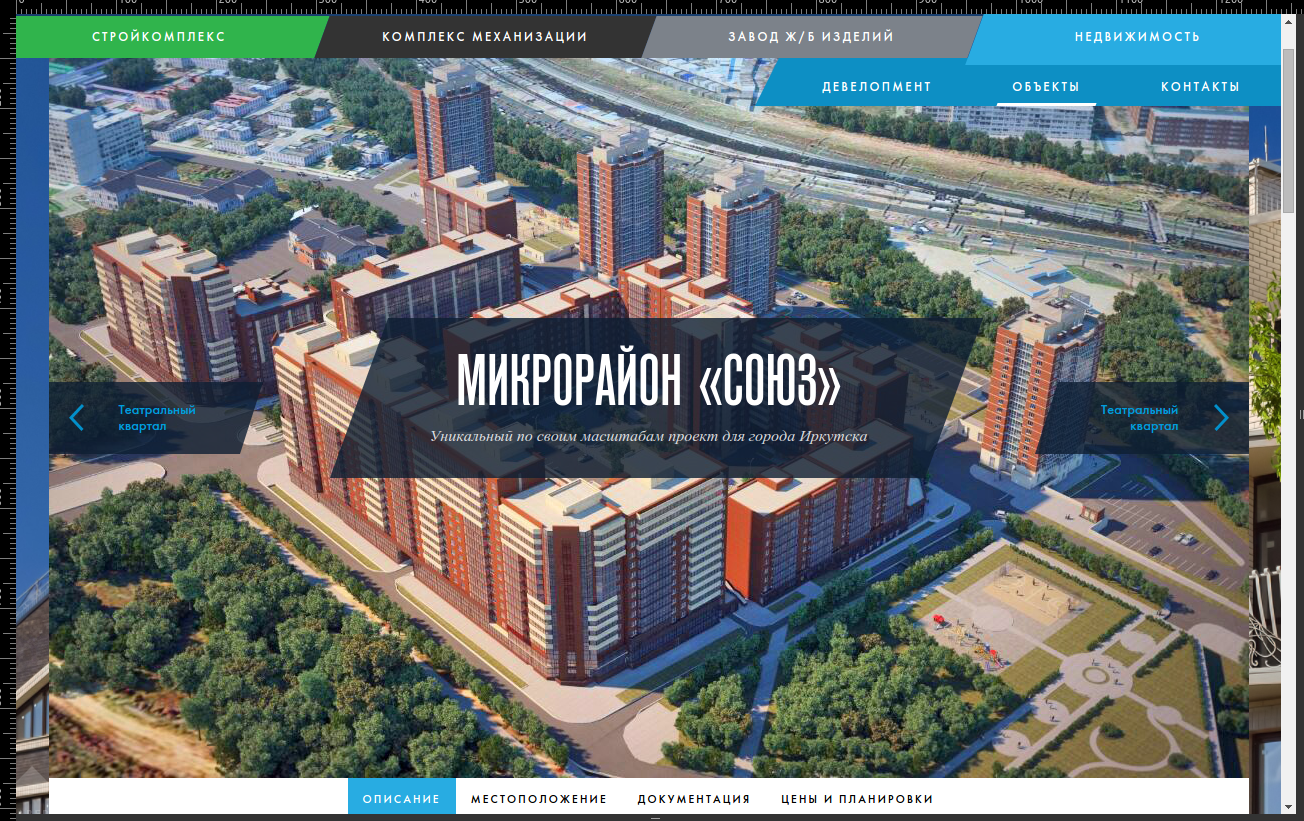 СТРОЙКОМПЛЕКС
КОМПЛЕКС МЕХАНИЗАЦИИ
ЗАВОД Ж/Б ИЗДЕЛИЙ
НЕДВИЖИМОСТЬ
ДЕВЕЛОПМЕНТ
ОБЪЕКТЫ
КОНТАКТЫ
МИКРОРАЙОН «СОЮЗ»
Уникальный по своим масштабам проект для города Иркутска
Театральный
квартал
Театральный
квартал
ОПИСАНИЕ
МЕСТОПОЛОЖЕНИЕ
ДОКУМЕНТАЦИЯ
ЦЕНЫ И ПЛАНИРОВКИ